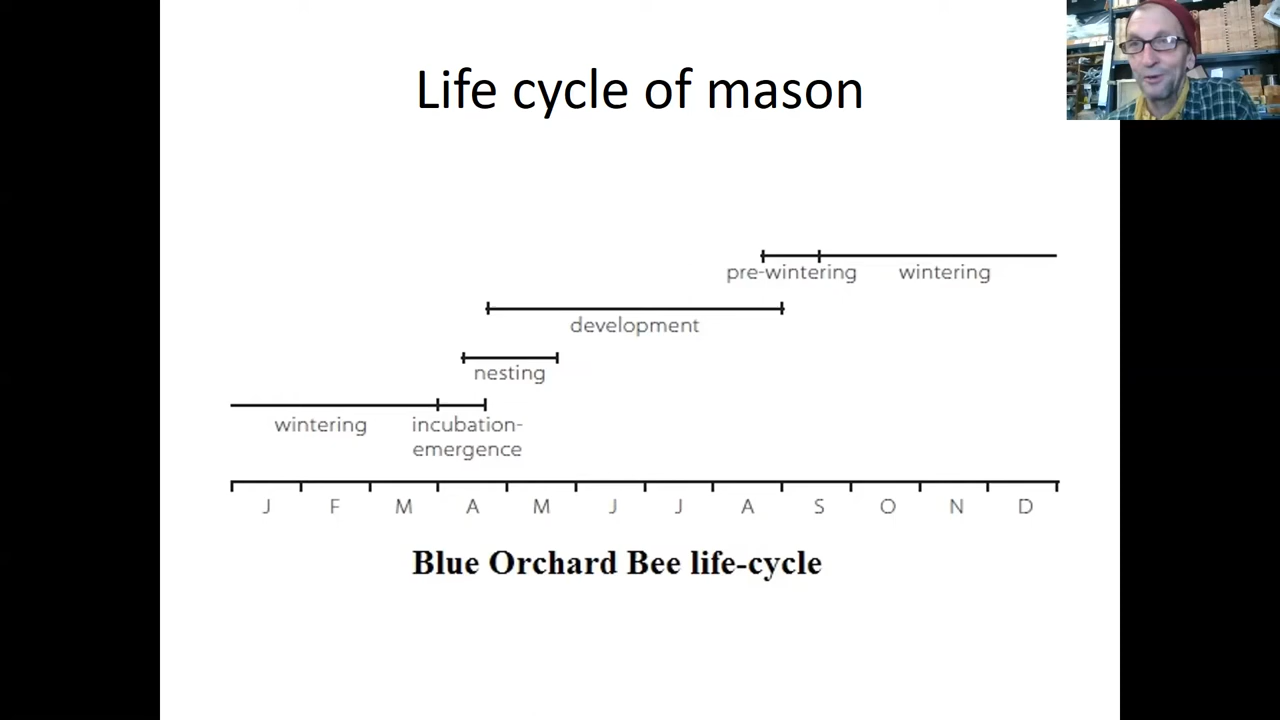 Life cycle of mason
pre-wintering wintering
development
nesting
wintering incubation-
emergence
J F M A M J J A S O N D
Blue Orchard Bee life-cycle